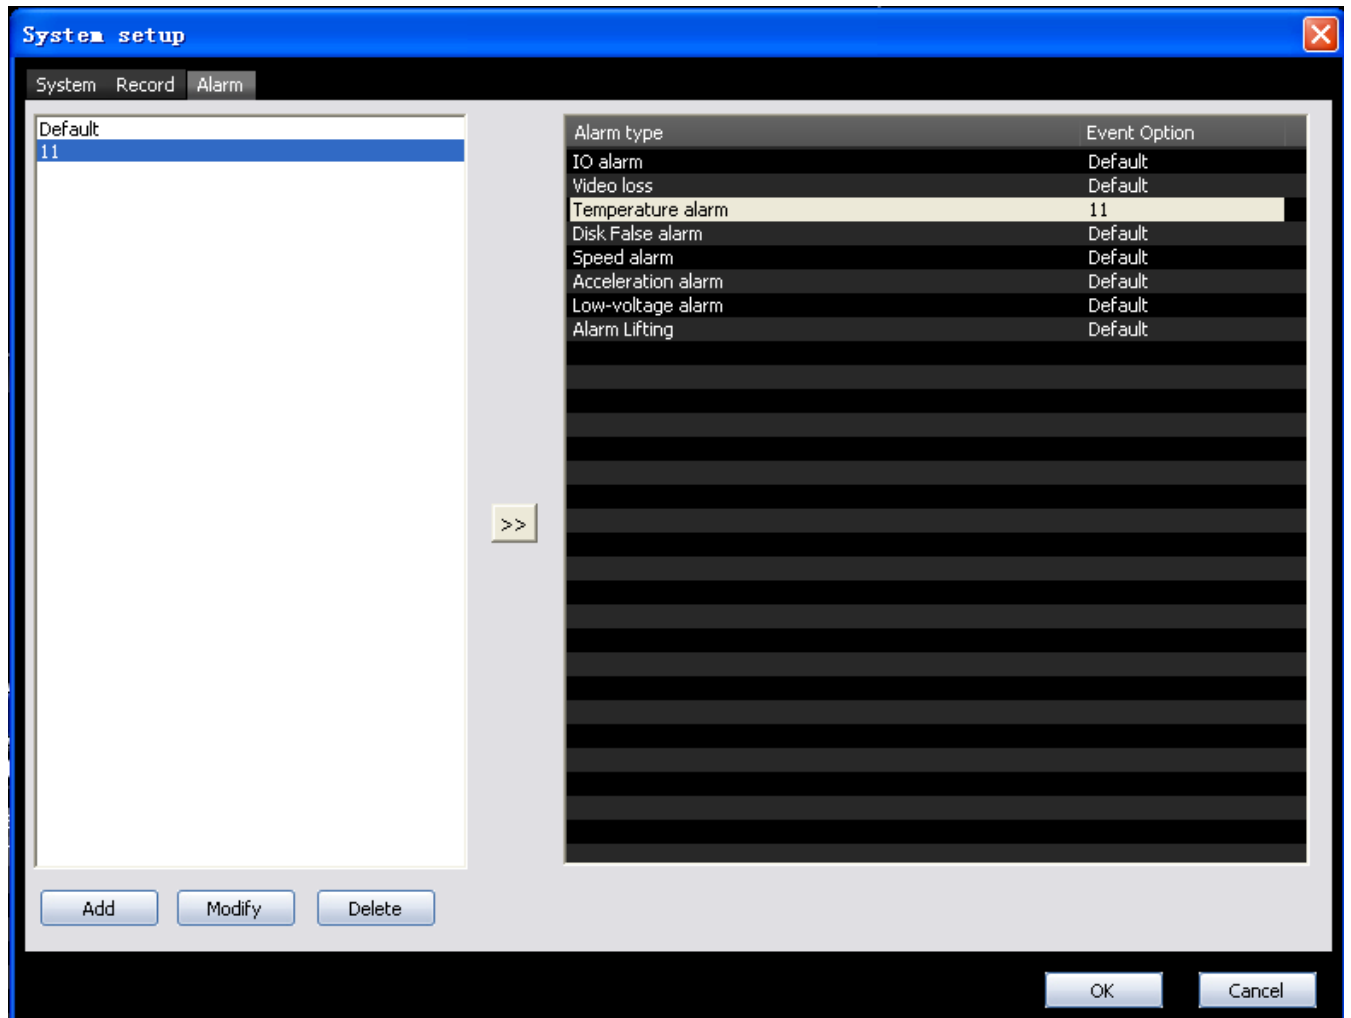 System setup
System Record Alarm
Default
11
>>
Add Modify Delete
Alarm type Event Option
IO alarm Default
Video loss Default
Temperature alarm 11
Disk False alarm Default
Speed alarm Default
Acceleration alarm Default
Low-voltage alarm Default
Alarm Lifting Default
OK Cancel